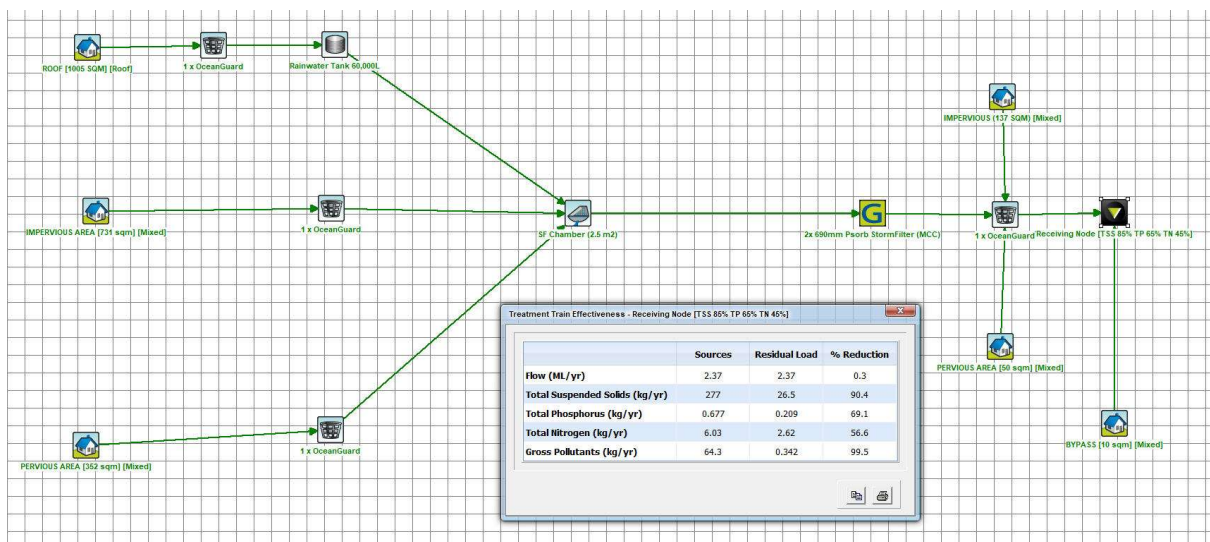 ROOF [1005 SQM] [Roof]
1 x OceanGuard
Rainwater Tank 60,000L
IMPERVIOUS (137 SQM) [Mixed]
IMPERVIOUS AREA [731 sqm] [Mixed]
1 x OceanGuard
SF Chamber (2.5 m2)
G
2x 690mm Psorb StormFilter (MCC)
1 x OceanGuard
Receiving Node [TSS 85% TP 65% TN 45%]
PERVIOUS AREA [50 sqm] [Mixed]
BYPASS [10 sqm] [Mixed]
PERVIOUS AREA [352 sqm] [Mixed]
1 x OceanGuard
Treatment Train Effectiveness - Receiving Node [TSS 85% TP 65% TN 45%]
Sources Residual Load % Reduction
Flow (ML/yr) 2.37 2.37 0.3
Total Suspended Solids (kg/yr) 277 26.5 90.4
Total Phosphorus (kg/yr) 0.677 0.209 69.1
Total Nitrogen (kg/yr) 6.03 2.62 56.6
Gross Pollutants (kg/yr) 64.3 0.342 99.5